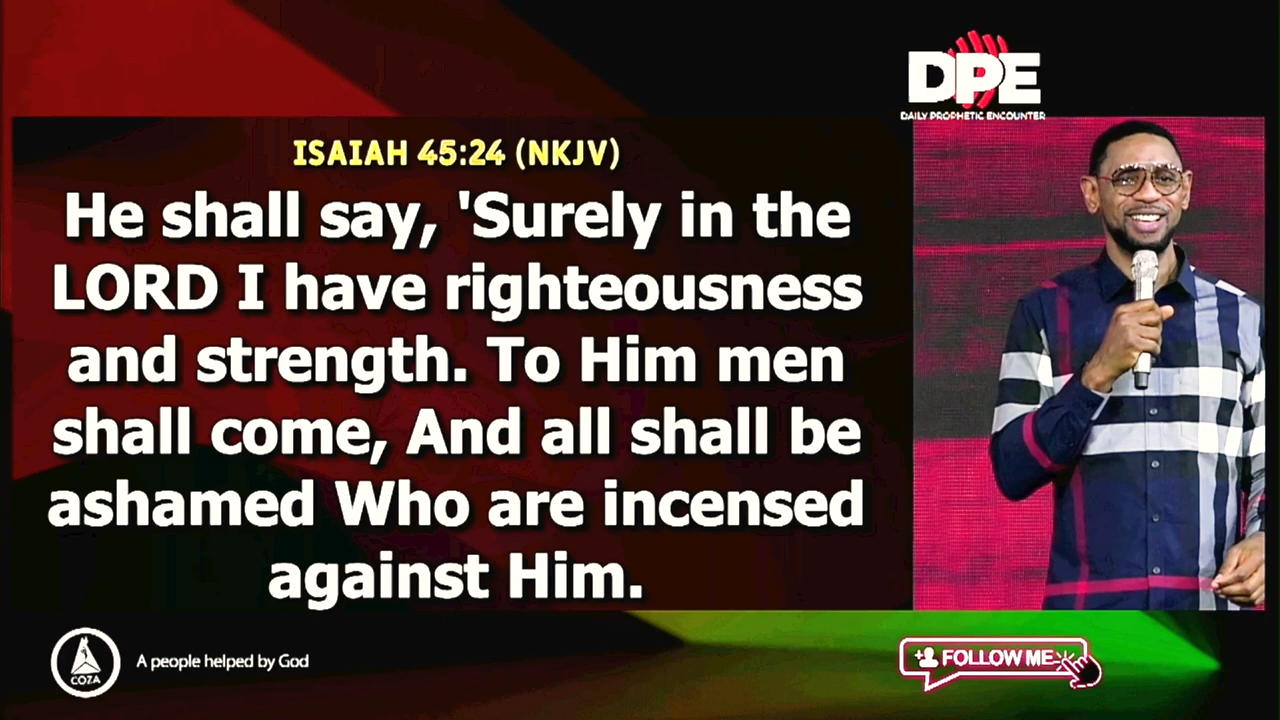 DPE
DAILY PROPHETIC ENCOUNTER
ISAIAH 45:24 (NKJV)
He shall say, 'Surely in the
LORD I have righteousness
and strength. To Him men
shall come, And all shall be
ashamed Who are incensed
against Him.
COZA
A people helped by God
FOLLOW ME